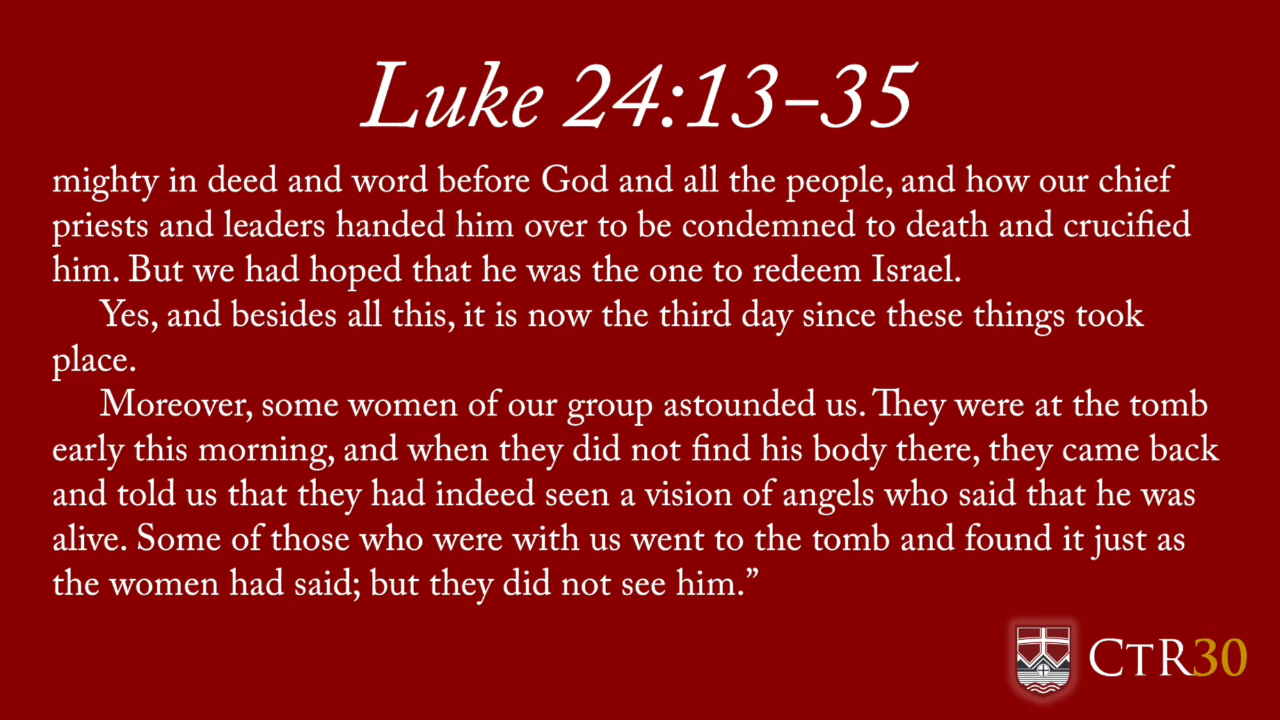 Luke 24:13–35
mighty in deed and word before God and all the people, and how our chief
priests and leaders handed him over to be condemned to death and crucified
him. But we had hoped that he was the one to redeem Israel.
Yes, and besides all this, it is now the third day since these things took
place.
Moreover, some women of our group astounded us. They were at the tomb
early this morning, and when they did not find his body there, they came back
and told us that they had indeed seen a vision of angels who said that he was
alive. Some of those who were with us went to the tomb and found it just as
the women had said; but they did not see him.”
CTR30